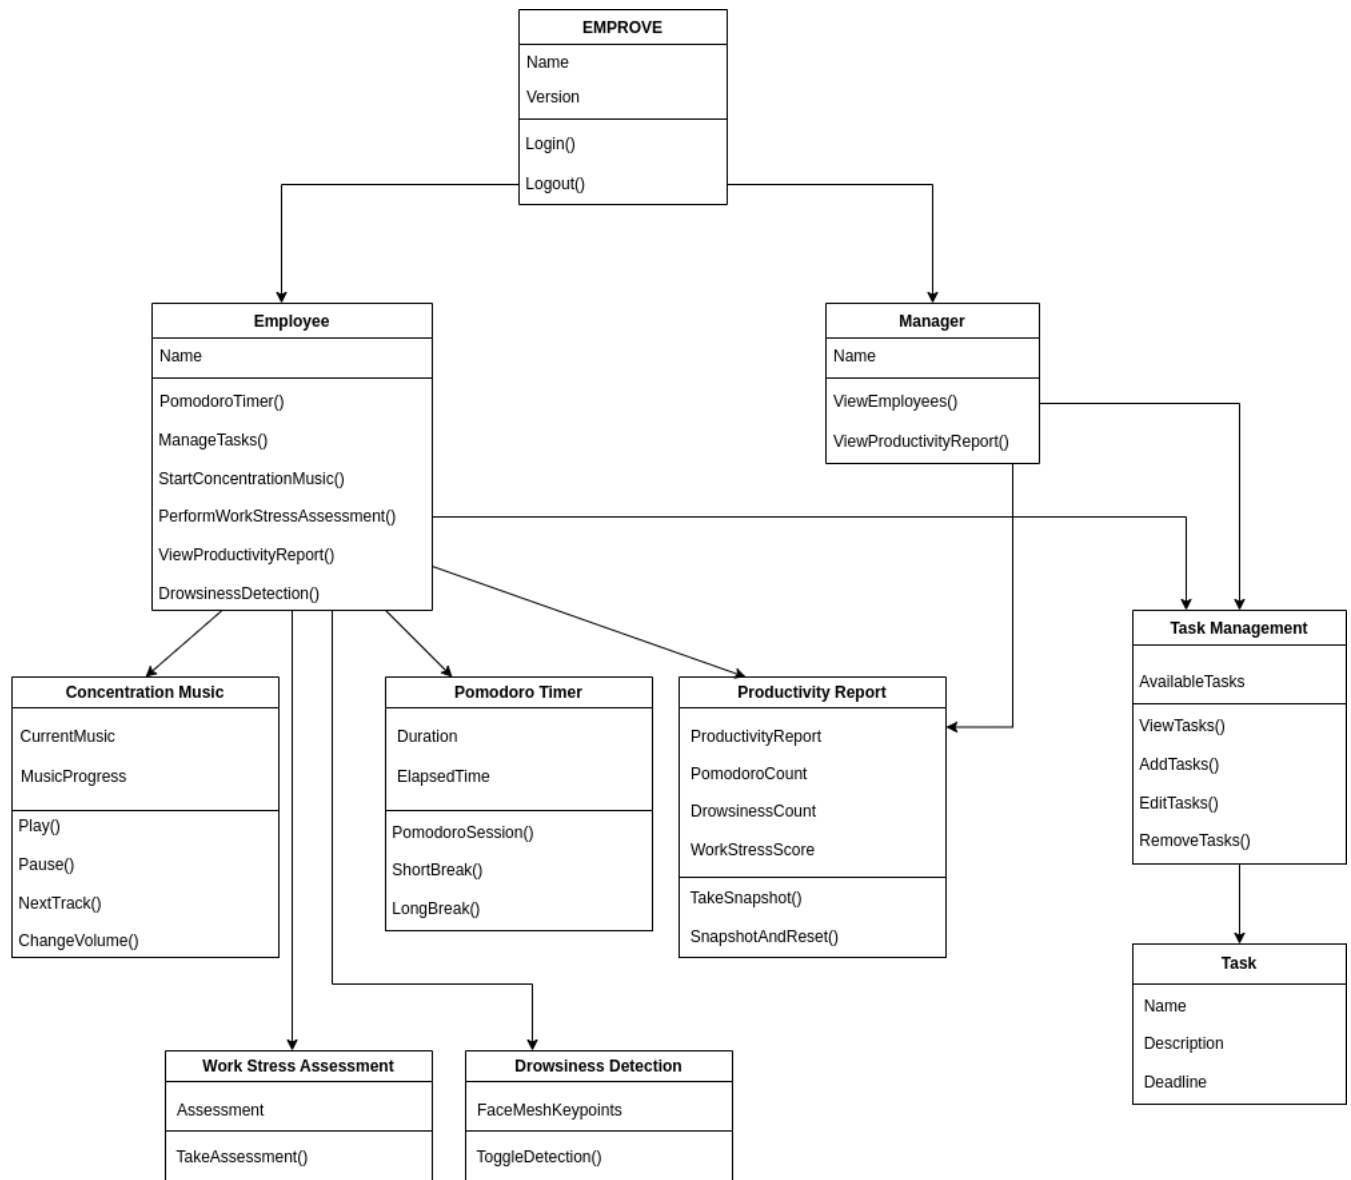 EMPROVE
Name
Version
Login()
Logout()
Employee
Name
PomodoroTimer()
ManageTasks()
StartConcentrationMusic()
PerformWorkStressAssessment()
ViewProductivityReport()
DrowsinessDetection()
Manager
Name
ViewEmployees()
ViewProductivityReport()
Task Management
AvailableTasks
ViewTasks()
AddTasks()
EditTasks()
RemoveTasks()
Concentration Music
CurrentMusic
MusicProgress
Play()
Pause()
NextTrack()
ChangeVolume()
Pomodoro Timer
Duration
ElapsedTime
PomodoroSession()
ShortBreak()
LongBreak()
Productivity Report
ProductivityReport
PomodoroCount
DrowsinessCount
WorkStressScore
TakeSnapshot()
SnapshotAndReset()
Task
Name
Description
Deadline
Work Stress Assessment
Assessment
TakeAssessment()
Drowsiness Detection
FaceMeshKeypoints
ToggleDetection()